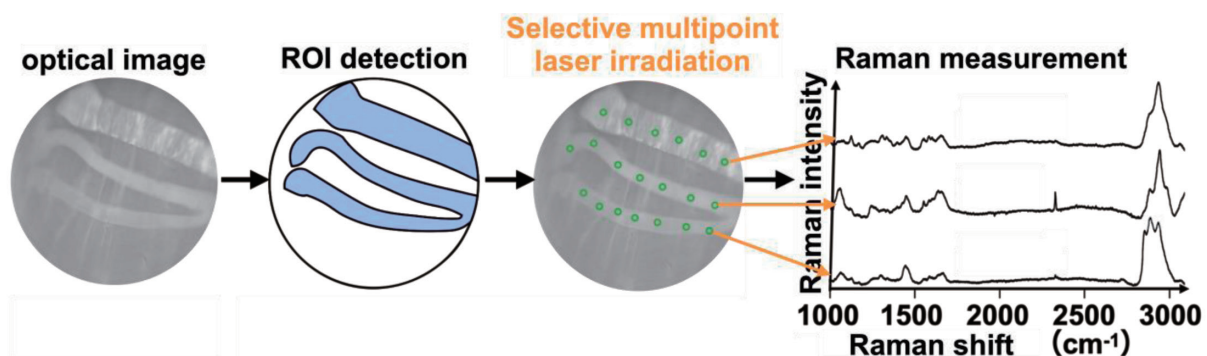 optical image
ROI detection
Selective multipoint
laser irradiation
Raman measurement
Raman intensity
1000 1500 2000 2500 3000
Raman shift (cm-1)